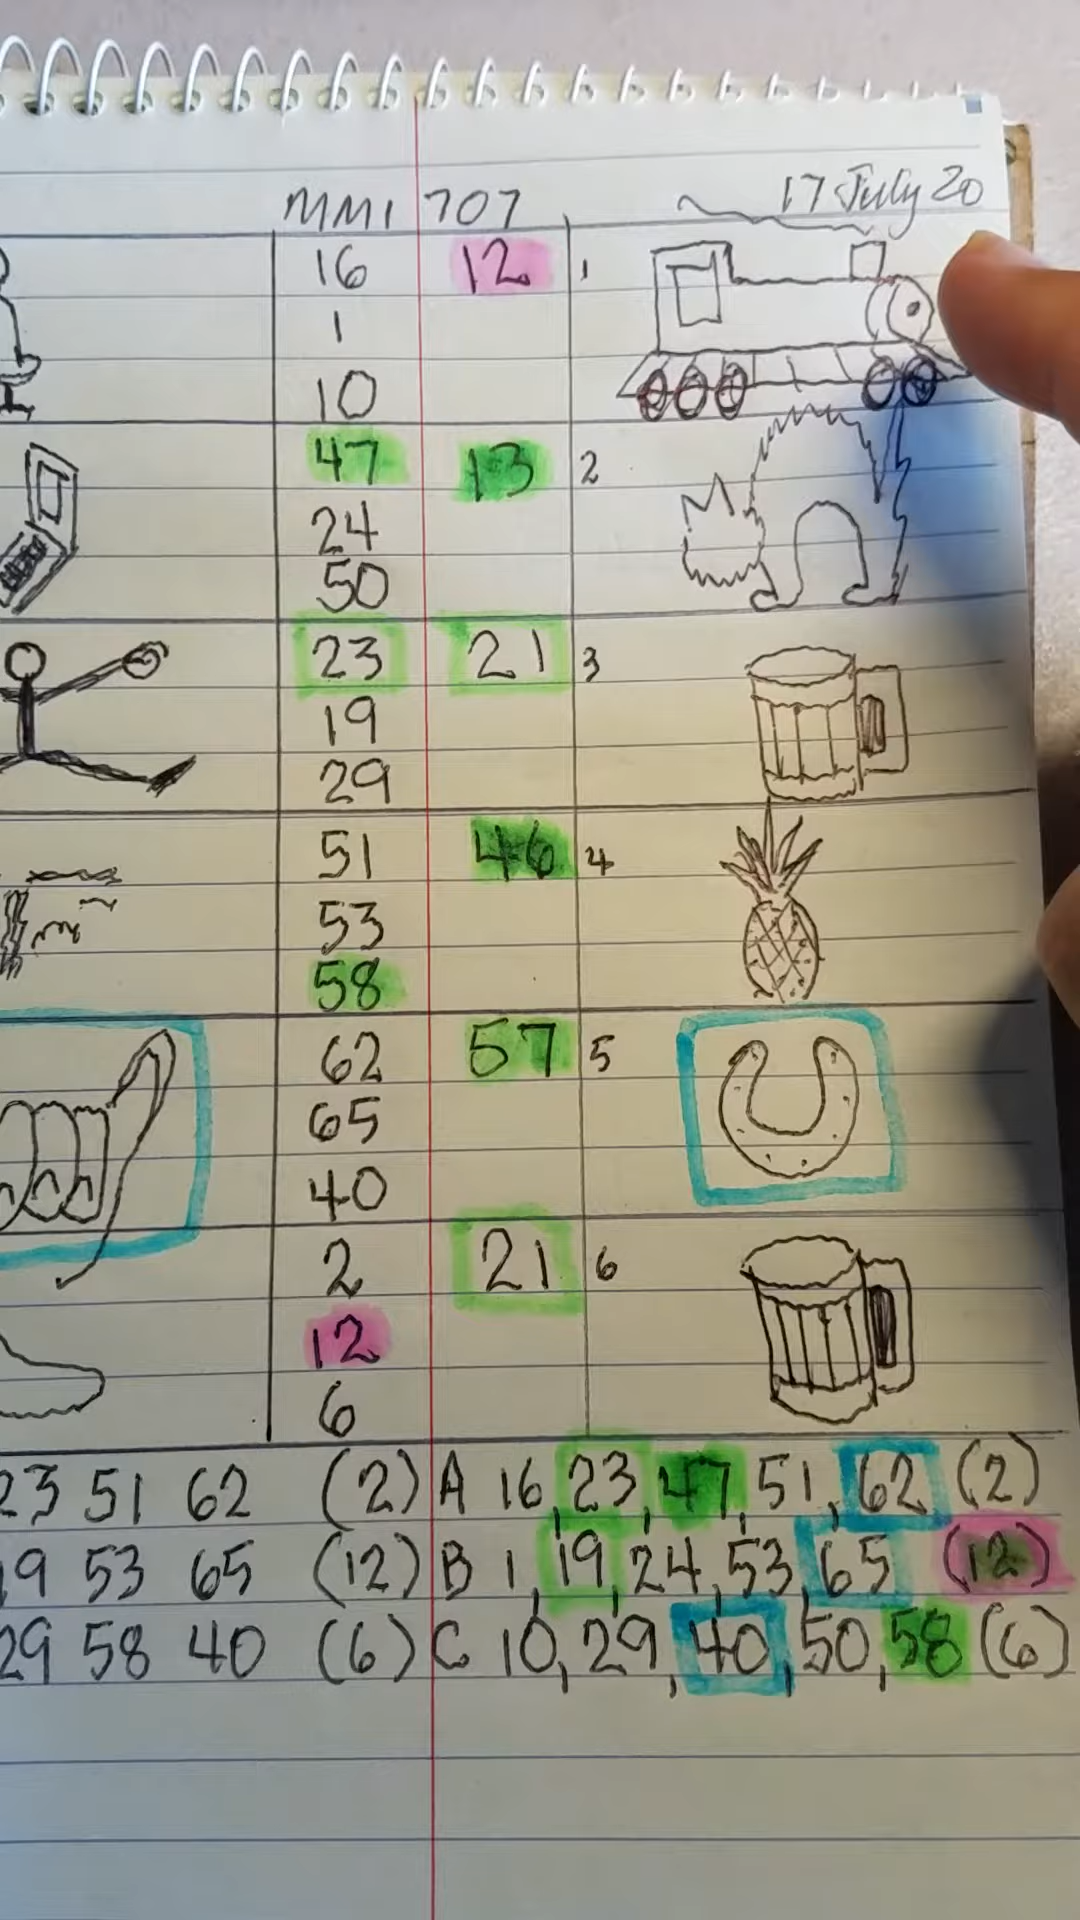 MM1 707 17 July 20
16 12 1
1
10
47 13 2
24
50
23 21 3
19
29
51 46 4
53
58
62 57 5
65
40
2 21 6
12
6
23 51 62 (2) A 16, 23, 47, 51, 62 (2)
19 53 65 (12) B 1, 19, 24, 53, 65 (12)
29 58 40 (6) C 10, 29, 40, 50, 58 (6)